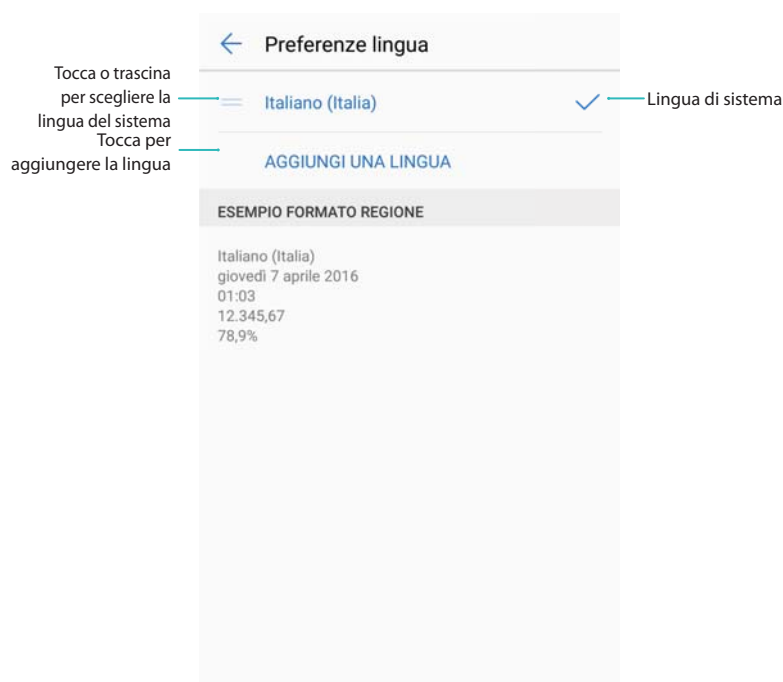 Preferenze lingua
Tocca o trascina
per scegliere la
lingua del sistema
Italiano (Italia)
Lingua di sistema
Tocca per
aggiungere la lingua
AGGIUNGI UNA LINGUA
ESEMPIO FORMATO REGIONE
Italiano (Italia)
giovedì 7 aprile 2016
01:03
12.345,67
78,9%